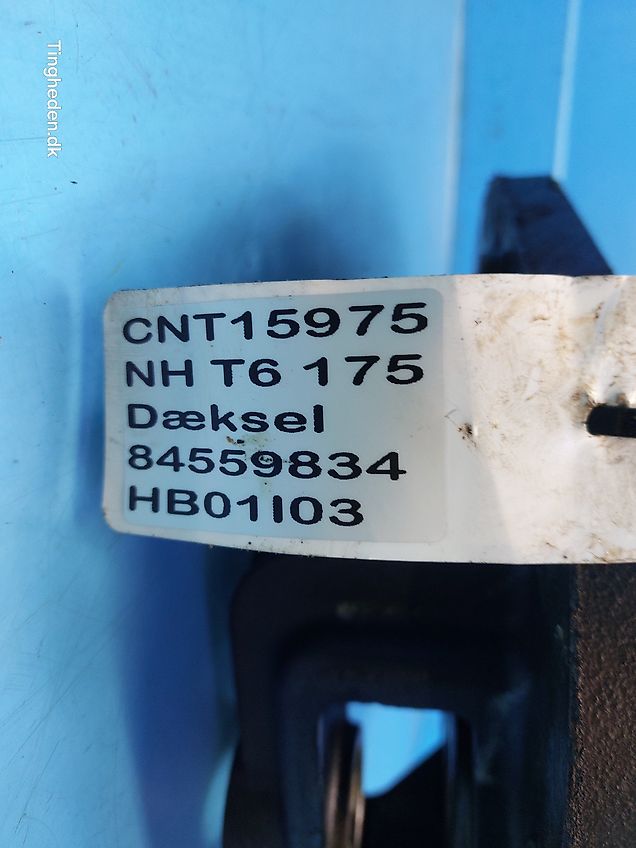 Tingheden.dk
CNT15975
NH T6 175
Dæksel
84559834
HB01I03